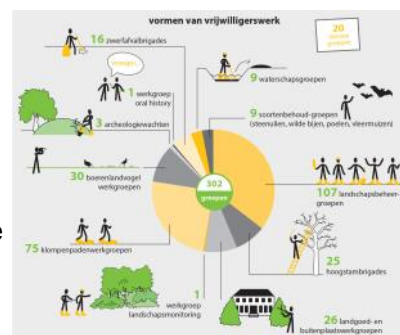 vormen van vrijwilligerswerk
20
groepen
16 zwerfafvalbrigades
1 werkgroep
oral history
3 archeologiewachten
30 boerenlandvogel
werkgroepen
75 klompenpadenwerkgroepen
1
werkgroep
landschapsmonitoring
302
groepen
9 waterschapsgroepen
9 soortenbehoud-groepen
(steenuilen, wilde bijen, poelen, vleermuizen)
107 landschapsbeheer-
groepen
25
hoogstambrigades
26 landgoed- en
buitenplaatswerkgroepen
e